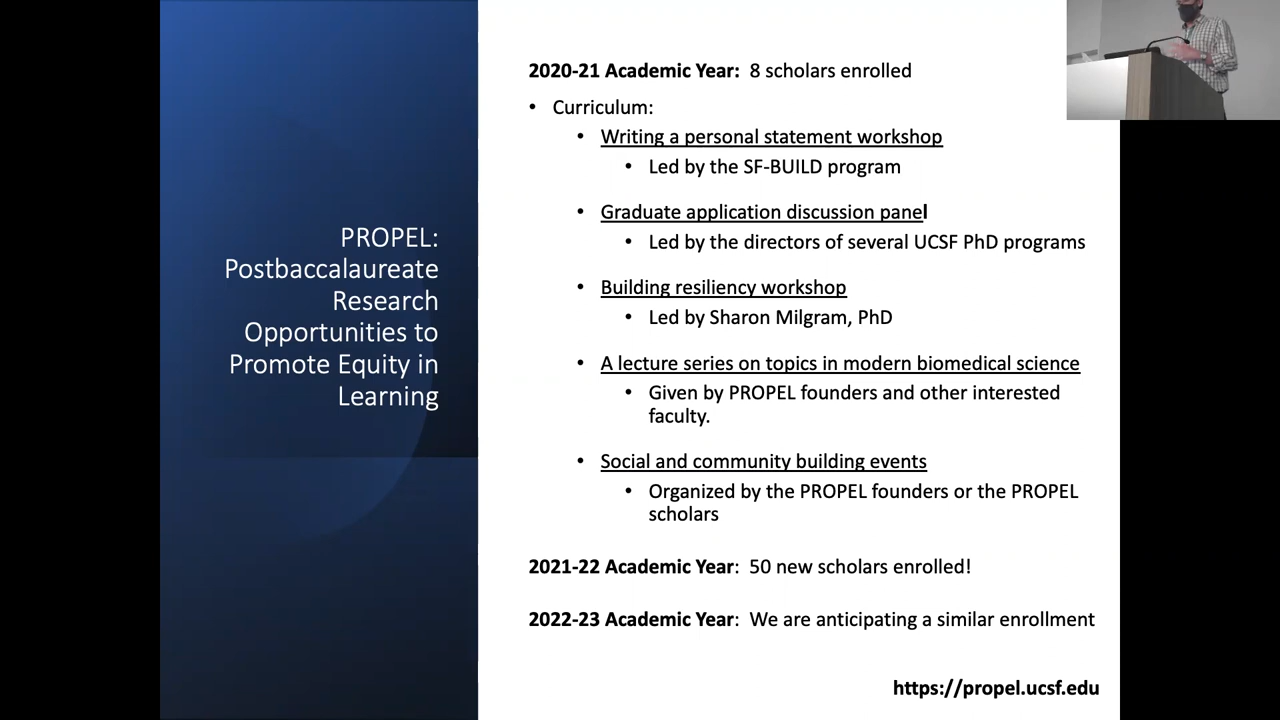 PROPEL:
Postbaccalaureate
Research
Opportunities to
Promote Equity in
Learning
2020-21 Academic Year: 8 scholars enrolled
• Curriculum:
• Writing a personal statement workshop
• Led by the SF-BUILD program
• Graduate application discussion panel
• Led by the directors of several UCSF PhD programs
• Building resiliency workshop
• Led by Sharon Milgram, PhD
• A lecture series on topics in modern biomedical science
• Given by PROPEL founders and other interested
faculty.
• Social and community building events
• Organized by the PROPEL founders or the PROPEL
scholars
2021-22 Academic Year: 50 new scholars enrolled!
2022-23 Academic Year: We are anticipating a similar enrollment
https://propel.ucsf.edu